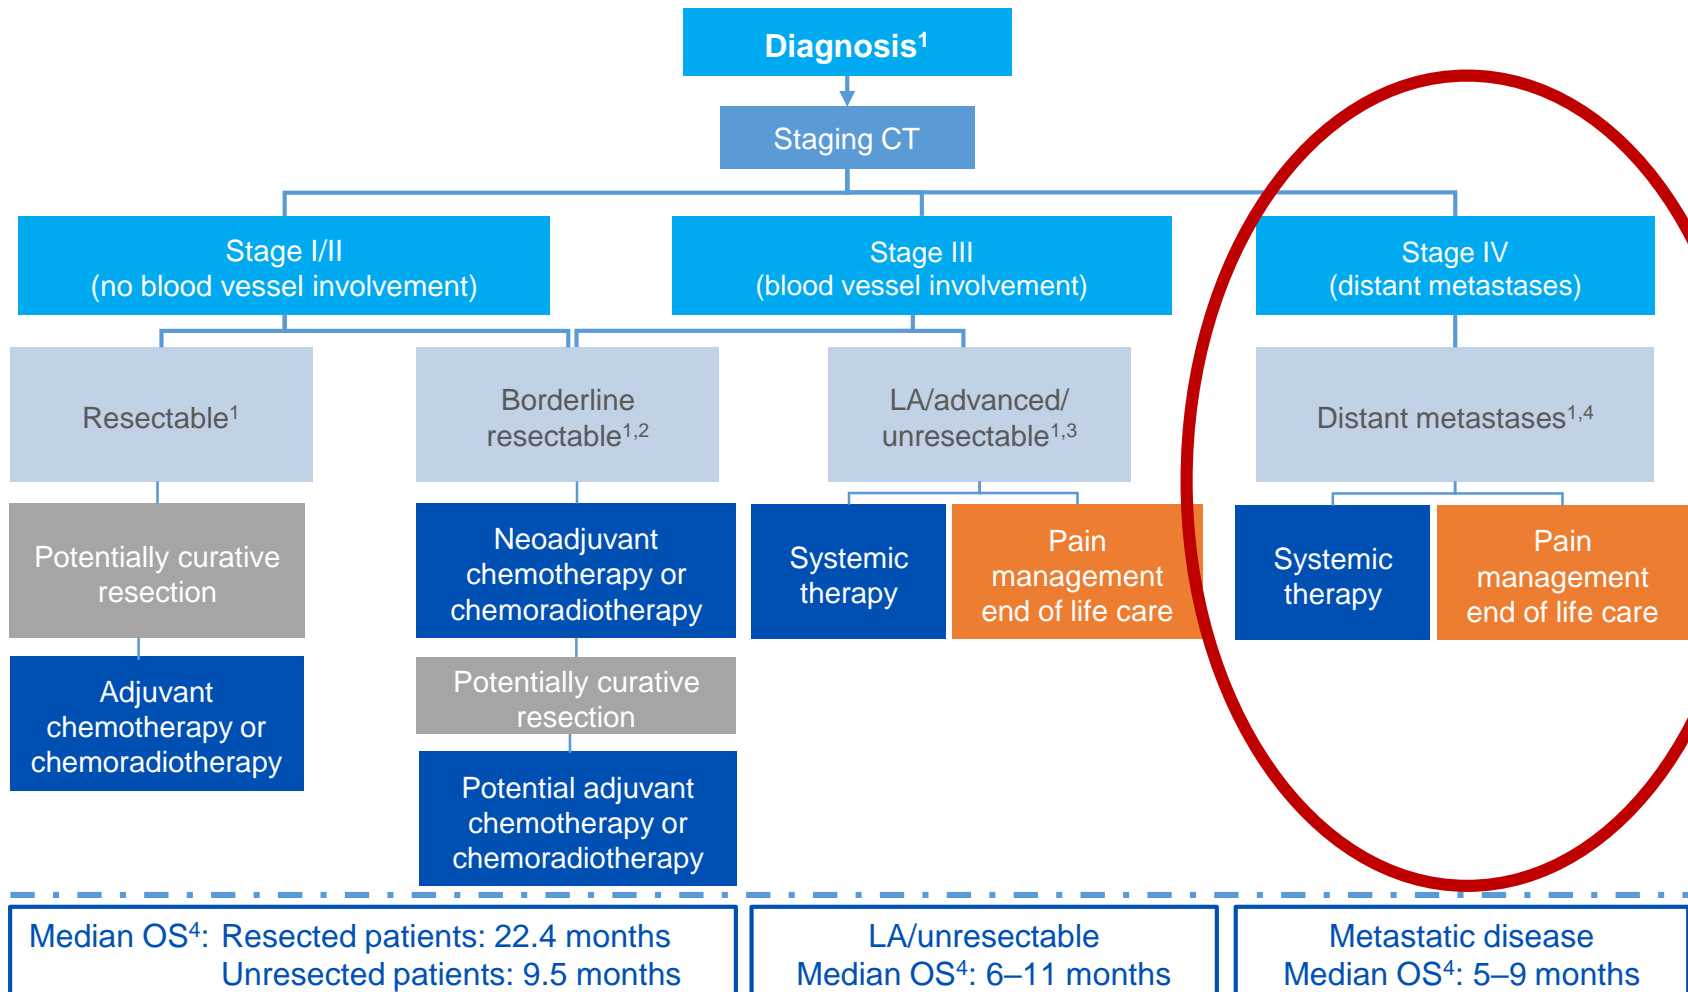 Diagnosis1
Staging CT
Stage I/II
(no blood vessel involvement)
Stage III
(blood vessel involvement)
Stage IV
(distant metastases)
Resectable1
Borderline
resectable1,2
LA/advanced/
unresectable1,3
Distant metastases1,4
Potentially curative
resection
Neoadjuvant
chemotherapy or
chemoradiotherapy
Systemic
therapy
Pain
management
end of life care
Systemic
therapy
Pain
management
end of life care
Adjuvant
chemotherapy or
chemoradiotherapy
Potentially curative
resection
Potential adjuvant
chemotherapy or
chemoradiotherapy
Median OS4: Resected patients: 22.4 months
Unresected patients: 9.5 months
LA/unresectable
Median OS4: 6–11 months
Metastatic disease
Median OS4: 5–9 months